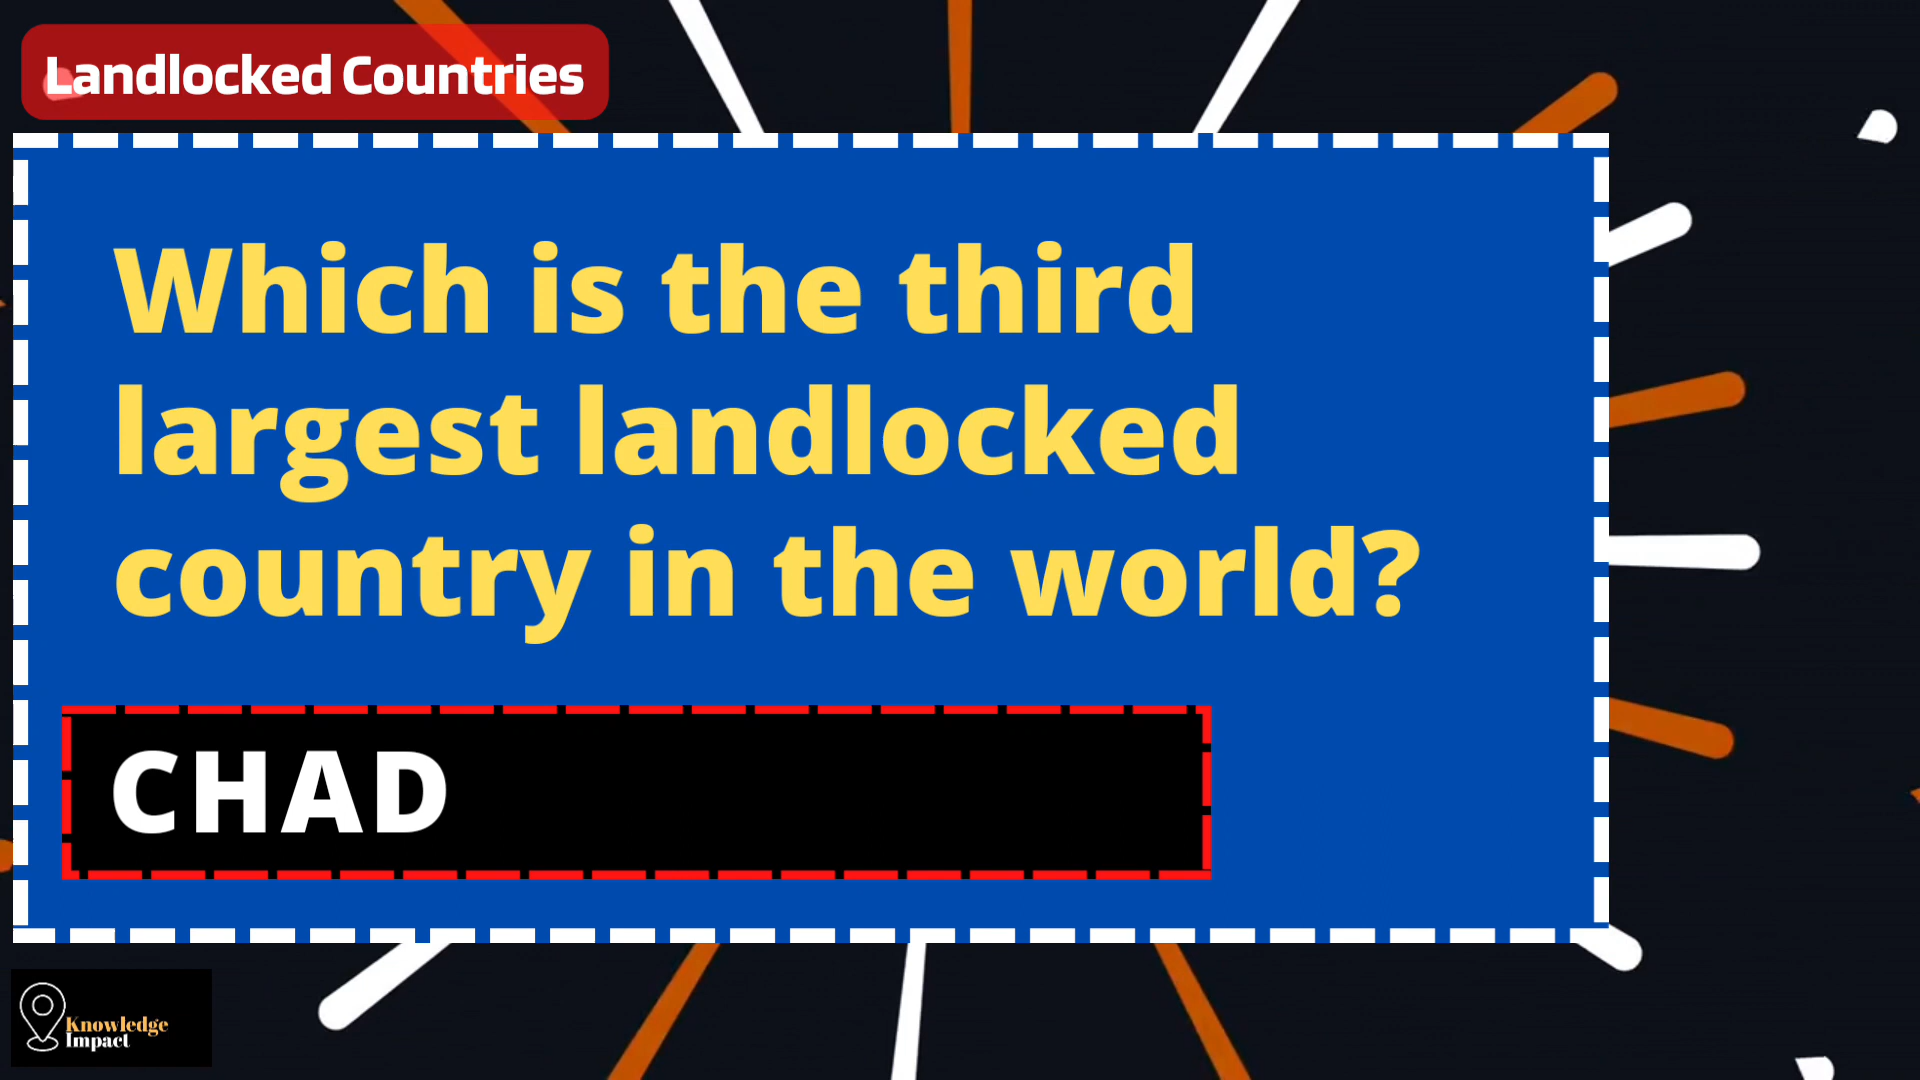 Landlocked Countries
Which is the third
largest landlocked
country in the world?
CHAD
Knowledge
Impact